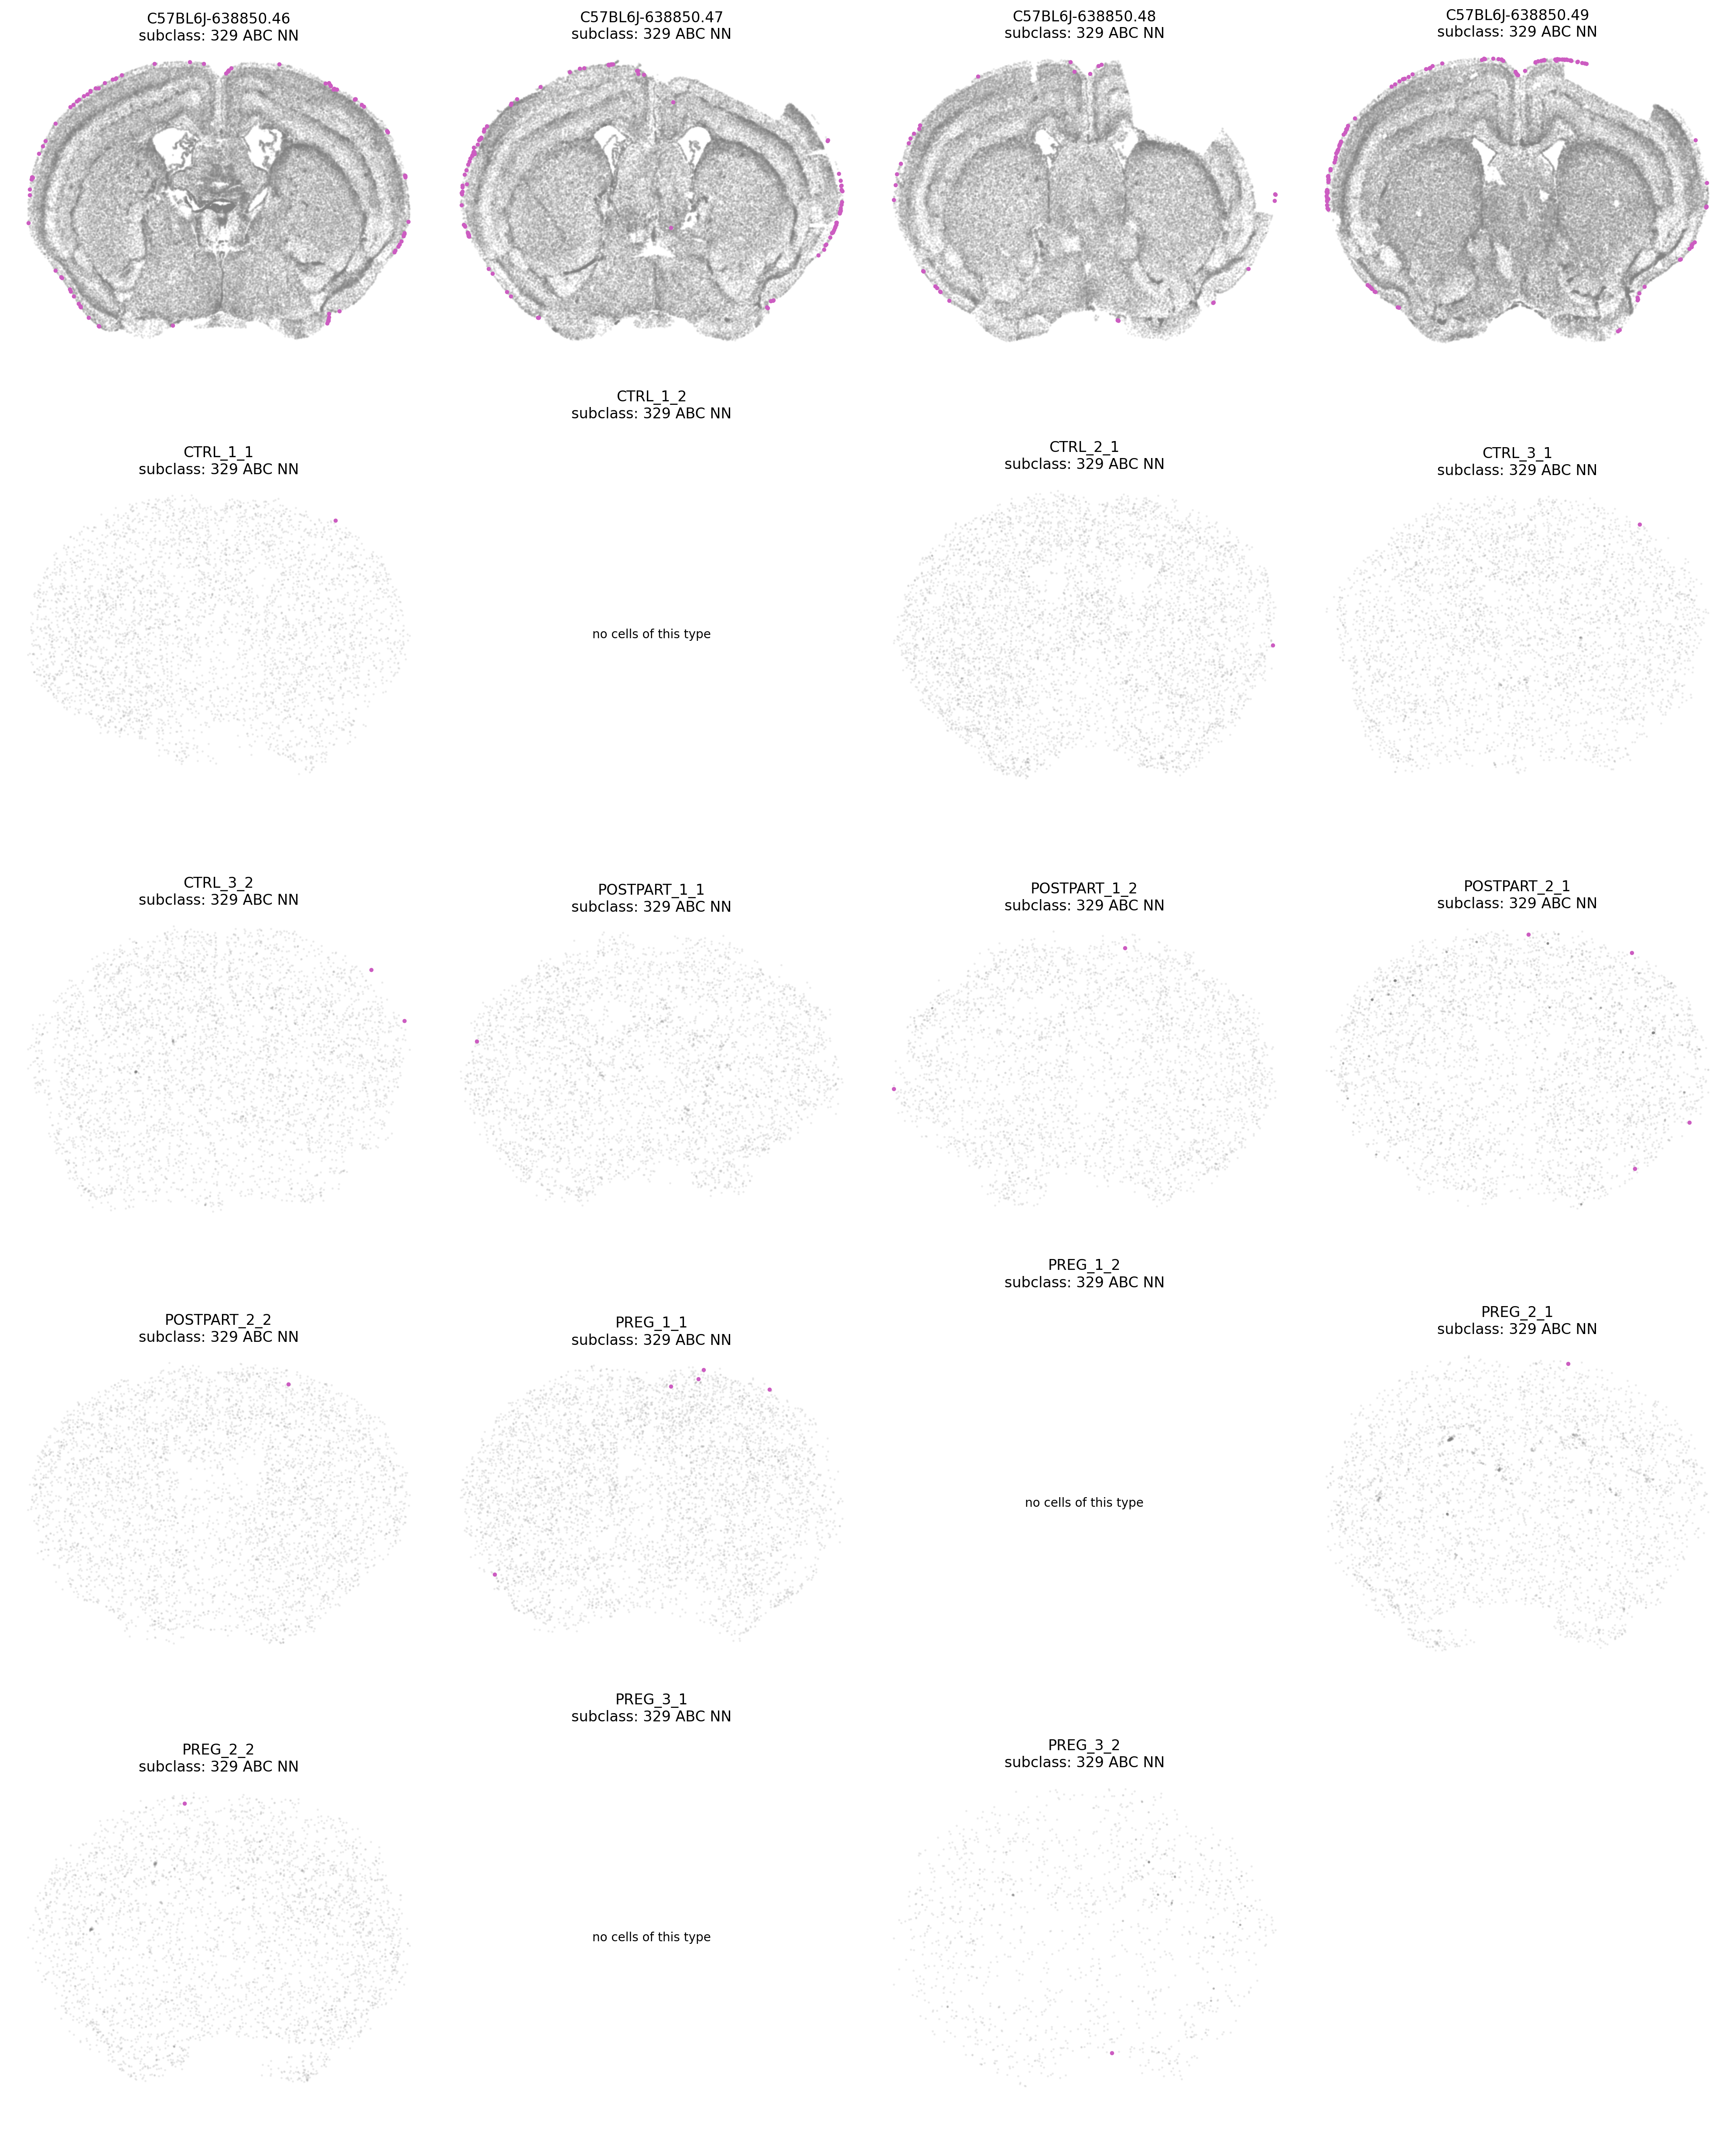 C57BL6J-638850.46
subclass: 329 ABC NN
C57BL6J-638850.47
subclass: 329 ABC NN
C57BL6J-638850.48
subclass: 329 ABC NN
C57BL6J-638850.49
subclass: 329 ABC NN
CTRL_1_1
subclass: 329 ABC NN
CTRL_1_2
subclass: 329 ABC NN
no cells of this type
CTRL_2_1
subclass: 329 ABC NN
CTRL_3_1
subclass: 329 ABC NN
CTRL_3_2
subclass: 329 ABC NN
POSTPART_1_1
subclass: 329 ABC NN
POSTPART_1_2
subclass: 329 ABC NN
POSTPART_2_1
subclass: 329 ABC NN
POSTPART_2_2
subclass: 329 ABC NN
PREG_1_1
subclass: 329 ABC NN
PREG_1_2
subclass: 329 ABC NN
no cells of this type
PREG_2_1
subclass: 329 ABC NN
PREG_2_2
subclass: 329 ABC NN
PREG_3_1
subclass: 329 ABC NN
no cells of this type
PREG_3_2
subclass: 329 ABC NN